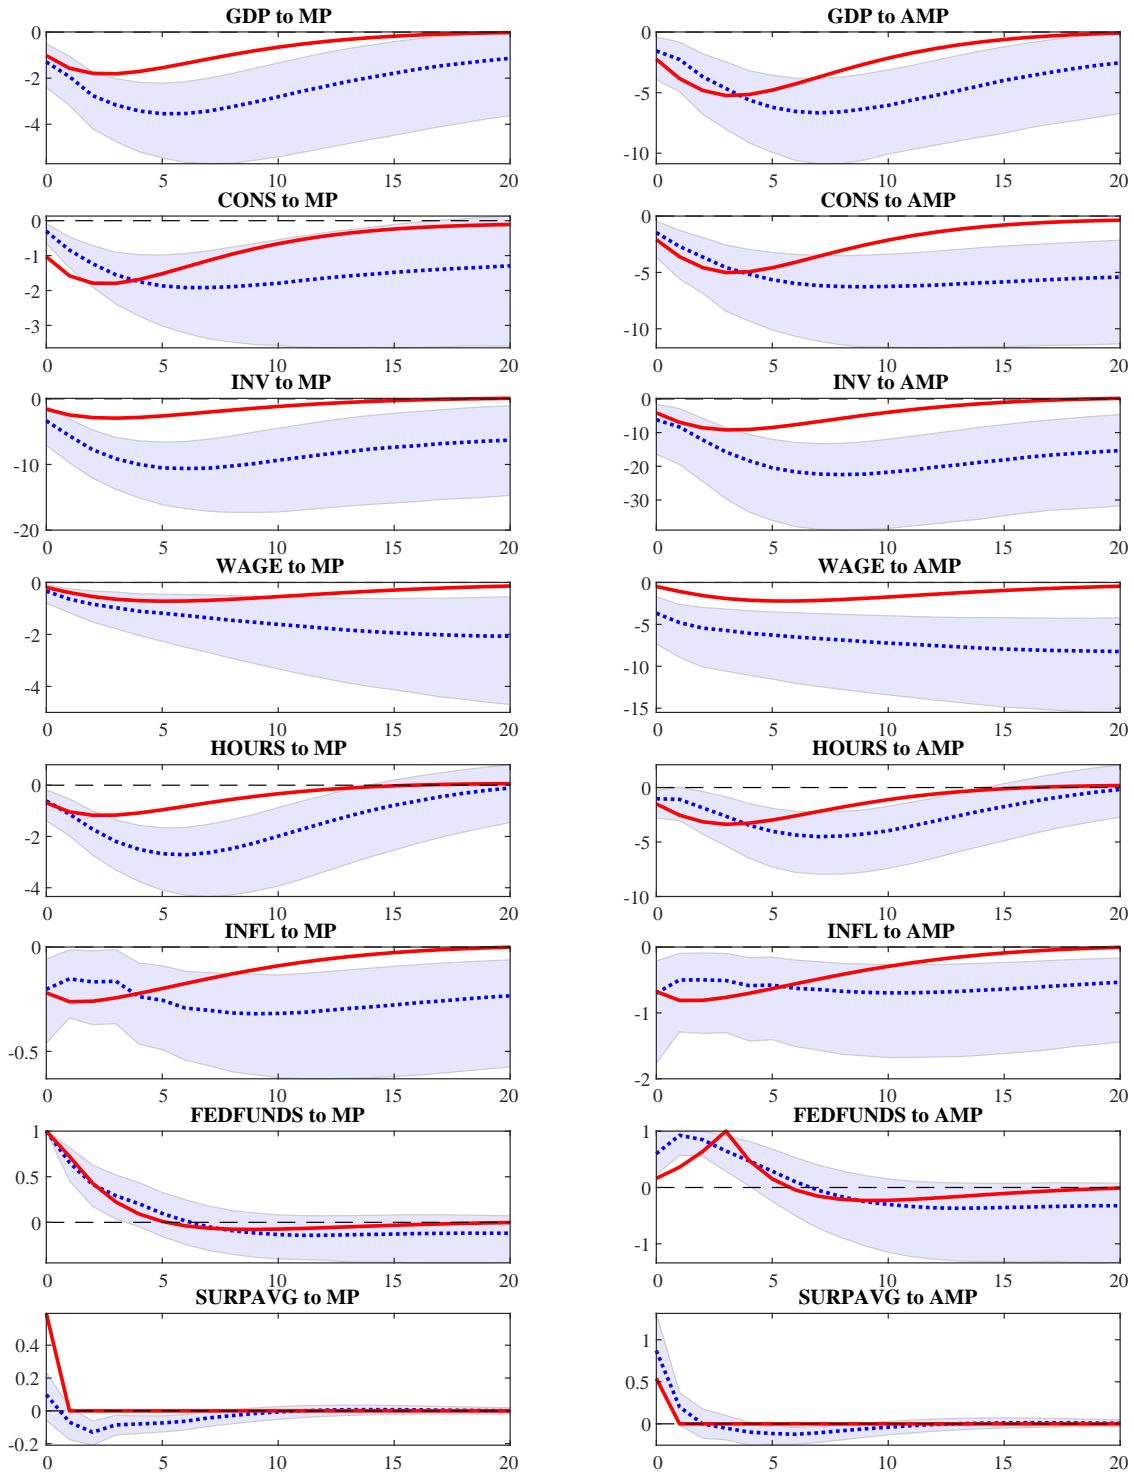 GDP to MP
0
-2
-4
0 5 10 15 20
GDP to AMP
0
-5
-10
0 5 10 15 20
CONS to MP
0
-1
-2
-3
0 5 10 15 20
CONS to AMP
0
-5
-10
0 5 10 15 20
INV to MP
0
-10
-20
0 5 10 15 20
INV to AMP
0
-10
-20
-30
0 5 10 15 20
WAGE to MP
0
-2
-4
0 5 10 15 20
WAGE to AMP
0
-5
-10
-15
0 5 10 15 20
HOURS to MP
0
-2
-4
0 5 10 15 20
HOURS to AMP
0
-5
-10
0 5 10 15 20
INFL to MP
0
-0.5
0 5 10 15 20
INFL to AMP
0
-1
-2
0 5 10 15 20
FEDFUNDS to MP
1
0.5
0
0 5 10 15 20
FEDFUNDS to AMP
1
0
-1
0 5 10 15 20
SURPAVG to MP
0.4
0.2
0
-0.2
0 5 10 15 20
SURPAVG to AMP
1
0.5
0
0 5 10 15 20